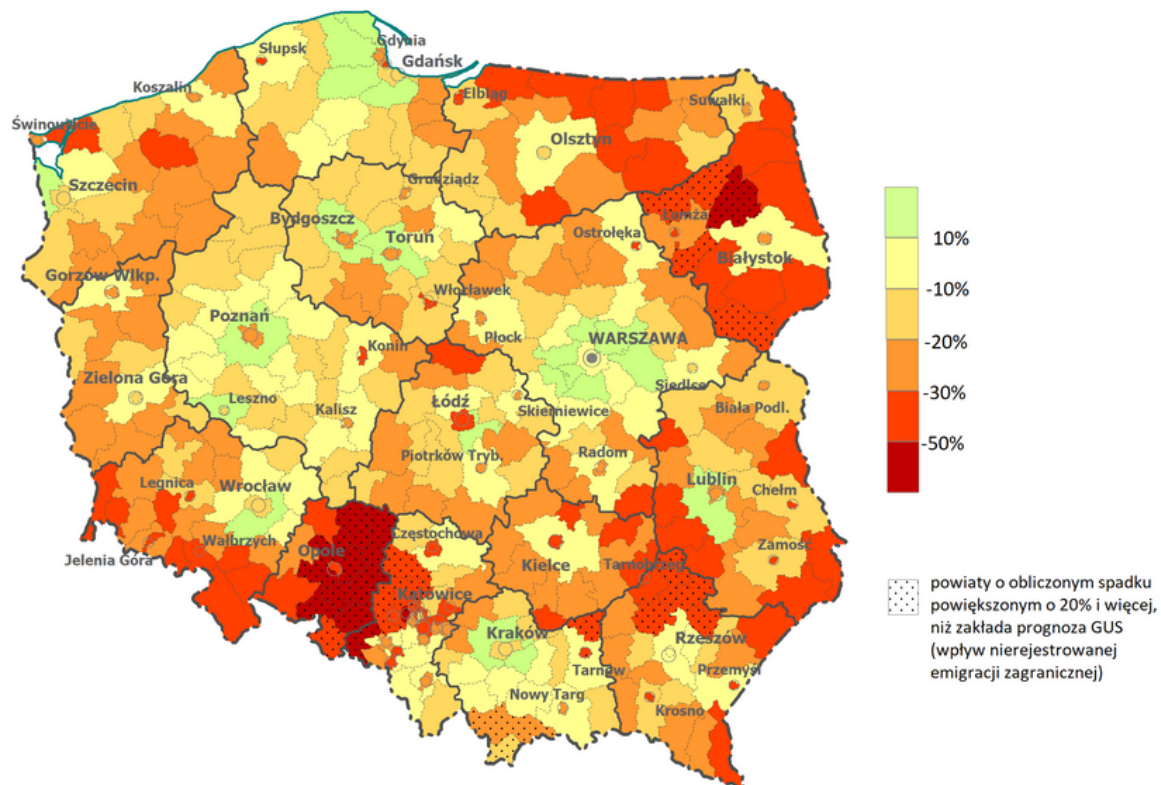 Słupsk
Gdynia
Gdańsk
Koszalin
Elbląg
Suwałki
Świnoujście
Olsztyn
Szczecin
Grudziądz
Łomża
Bydgoszcz
Toruń
Ostrołęka
Białystok
Gorzów Wlkp.
Włocławek
Poznań
Płock
WARSZAWA
Konin
Siedlce
Zielona Góra
Leszno
Kalisz
Łódź
Skierniewice
Biała Podl.
Piotrków Tryb.
Radom
Legnica
Wrocław
Lublin
Chełm
Wałbrzych
Częstochowa
Jelenia Góra
Opole
Kielce
Tarnobrzeg
Zamość
Katowice
Kraków
Rzeszów
Tarnów
Przemyśl
Nowy Targ
Krosno
10%
-10%
-20%
-30%
-50%
powiaty o obliczonym spadku
powiększonym o 20% i więcej,
niż zakłada prognoza GUS
(wpływ nierejestrowanej
emigracji zagranicznej)